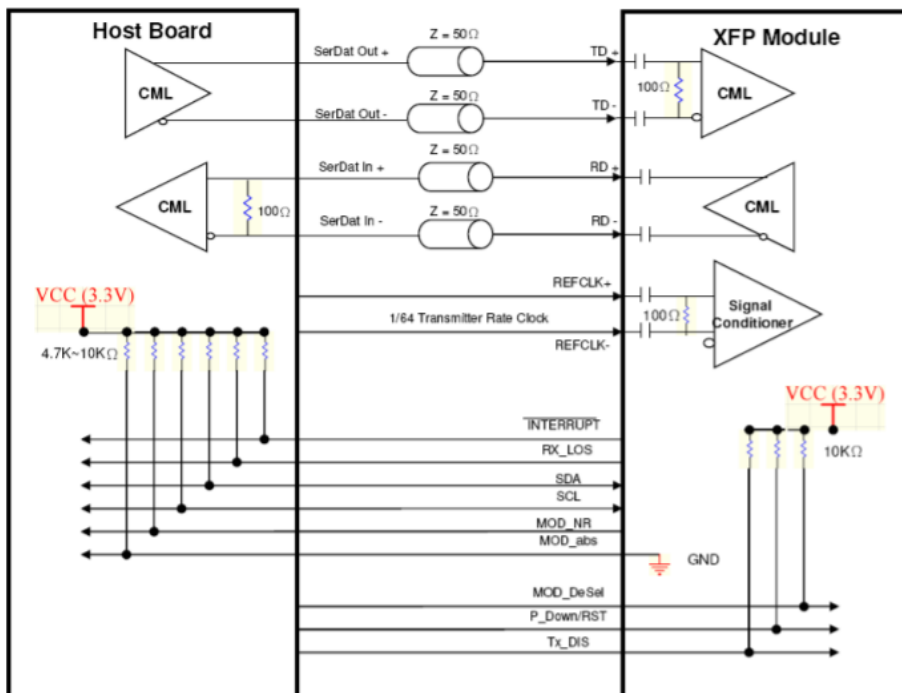 Host Board
XFP Module
CML
SerDat Out +
Z = 50Ω
TD +
100Ω
CML
SerDat Out -
Z = 50Ω
TD -
CML
SerDat In +
Z = 50Ω
RD +
100Ω
CML
SerDat In -
Z = 50Ω
RD -
VCC (3.3V)
4.7K~10KΩ
REFCLK+
1/64 Transmitter Rate Clock
REFCLK-
100Ω
Signal
Conditioner
VCC (3.3V)
10KΩ
INTERRUPT
RX_LOS
SDA
SCL
MOD_NR
MOD_abs
GND
MOD_DeSel
P_Down/RST
Tx_DIS